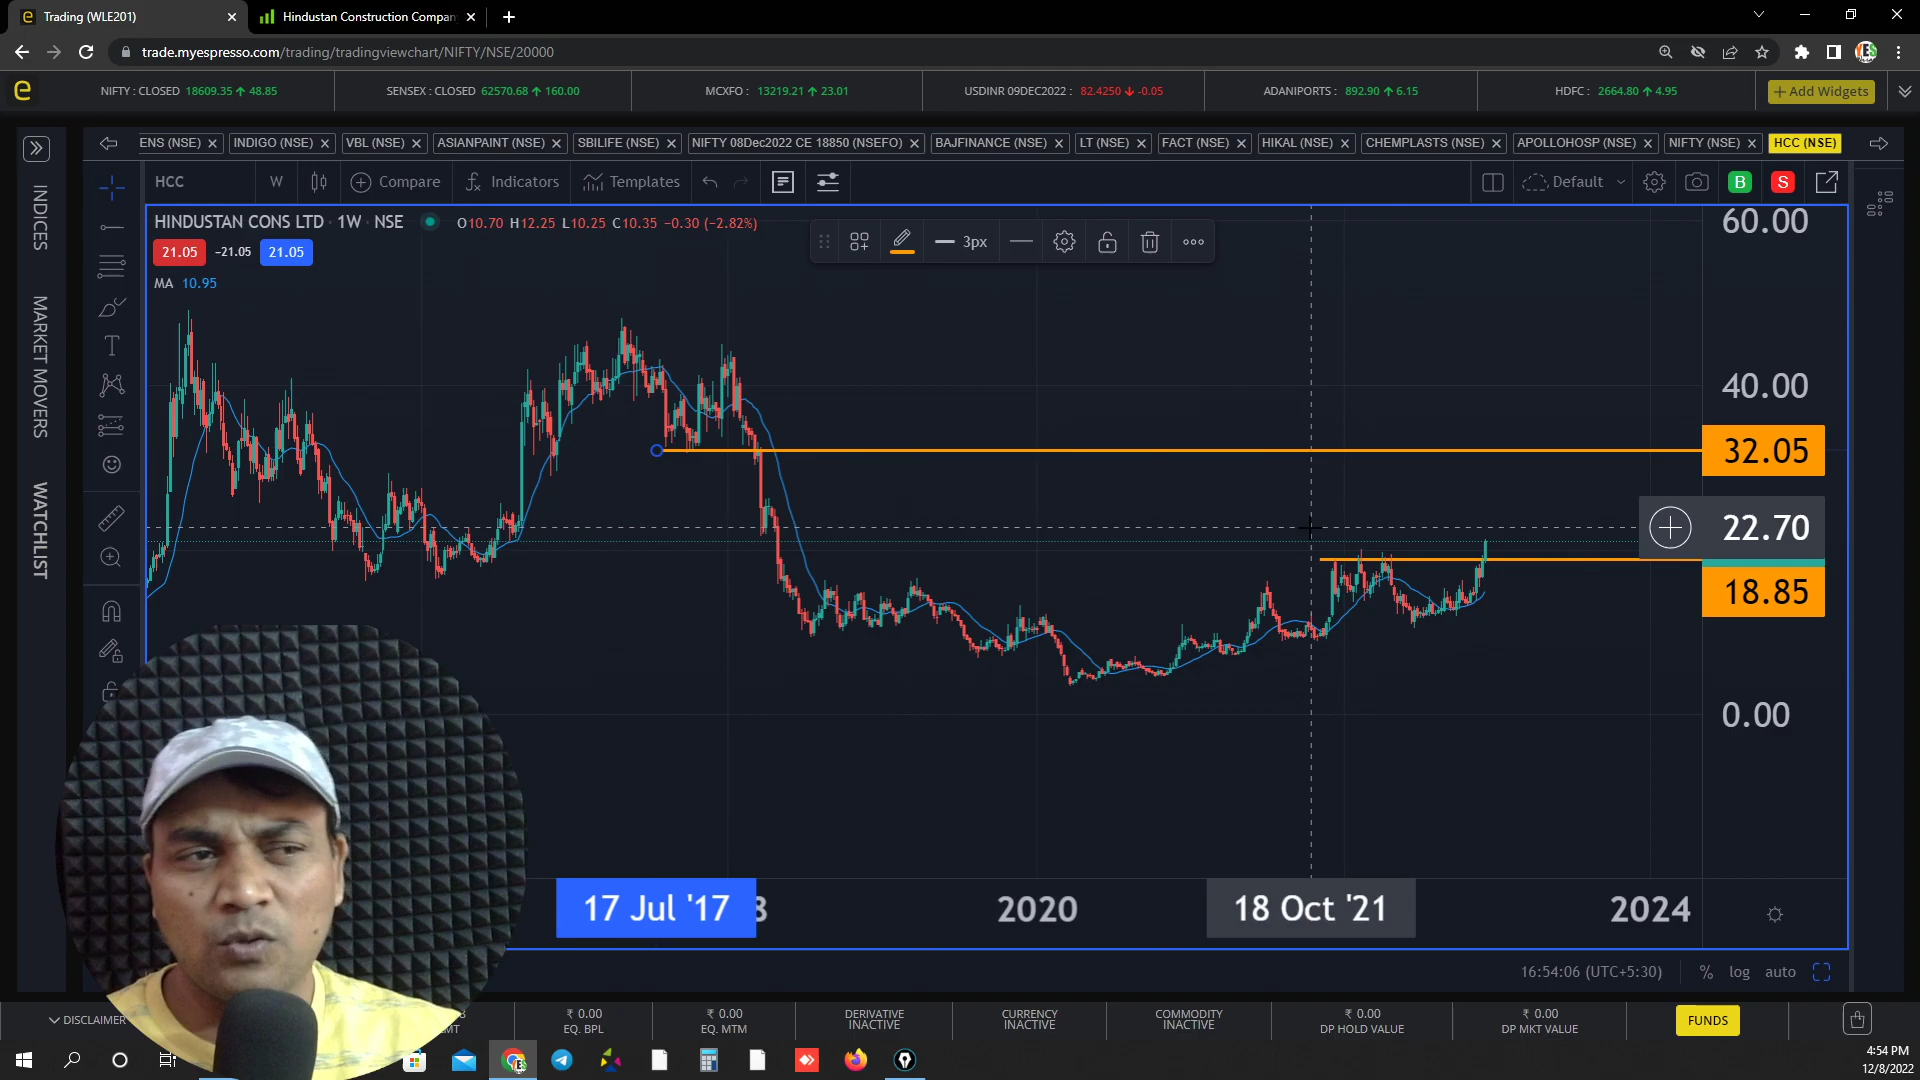 Trading (WLE201)
Hindustan Construction Compan
trade.myespresso.com/trading/tradingviewchart/NIFTY/NSE/20000
NIFTY : CLOSED 18609.35 48.85
SENSEX : CLOSED 62570.68 160.00
MCXFO : 13219.21 23.01
USDINR 09DEC2022 : 82.4250 -0.05
ADANIPORTS : 892.90 6.15
HDFC : 2664.80 4.95
+ Add Widgets
ENS (NSE)
INDIGO (NSE)
VBL (NSE)
ASIANPAINT (NSE)
SBILIFE (NSE)
NIFTY 08Dec2022 CE 18850 (NSEFO)
BAJFINANCE (NSE)
LT (NSE)
FACT (NSE)
HIKAL (NSE)
CHEMPLASTS (NSE)
APOLLOHOSP (NSE)
NIFTY (NSE)
HCC (NSE)
HCC
W
Compare
Indicators
Templates
Default
B
S
INDICES
MARKET MOVERS
WATCHLIST
HINDUSTAN CONS LTD · 1W · NSE
O10.70 H12.25 L10.25 C10.35 -0.30 (-2.82%)
21.05
-21.05
21.05
MA 10.95
3px
60.00
40.00
32.05
22.70
18.85
0.00
17 Jul '17
8
2020
18 Oct '21
2024
16:54:06 (UTC+5:30)
%
log
auto
DISCLAIMER
₹ 0.00
EQ. BPL
₹ 0.00
EQ. MTM
DERIVATIVE
INACTIVE
CURRENCY
INACTIVE
COMMODITY
INACTIVE
₹ 0.00
DP HOLD VALUE
₹ 0.00
DP MKT VALUE
FUNDS
4:54 PM
12/8/2022